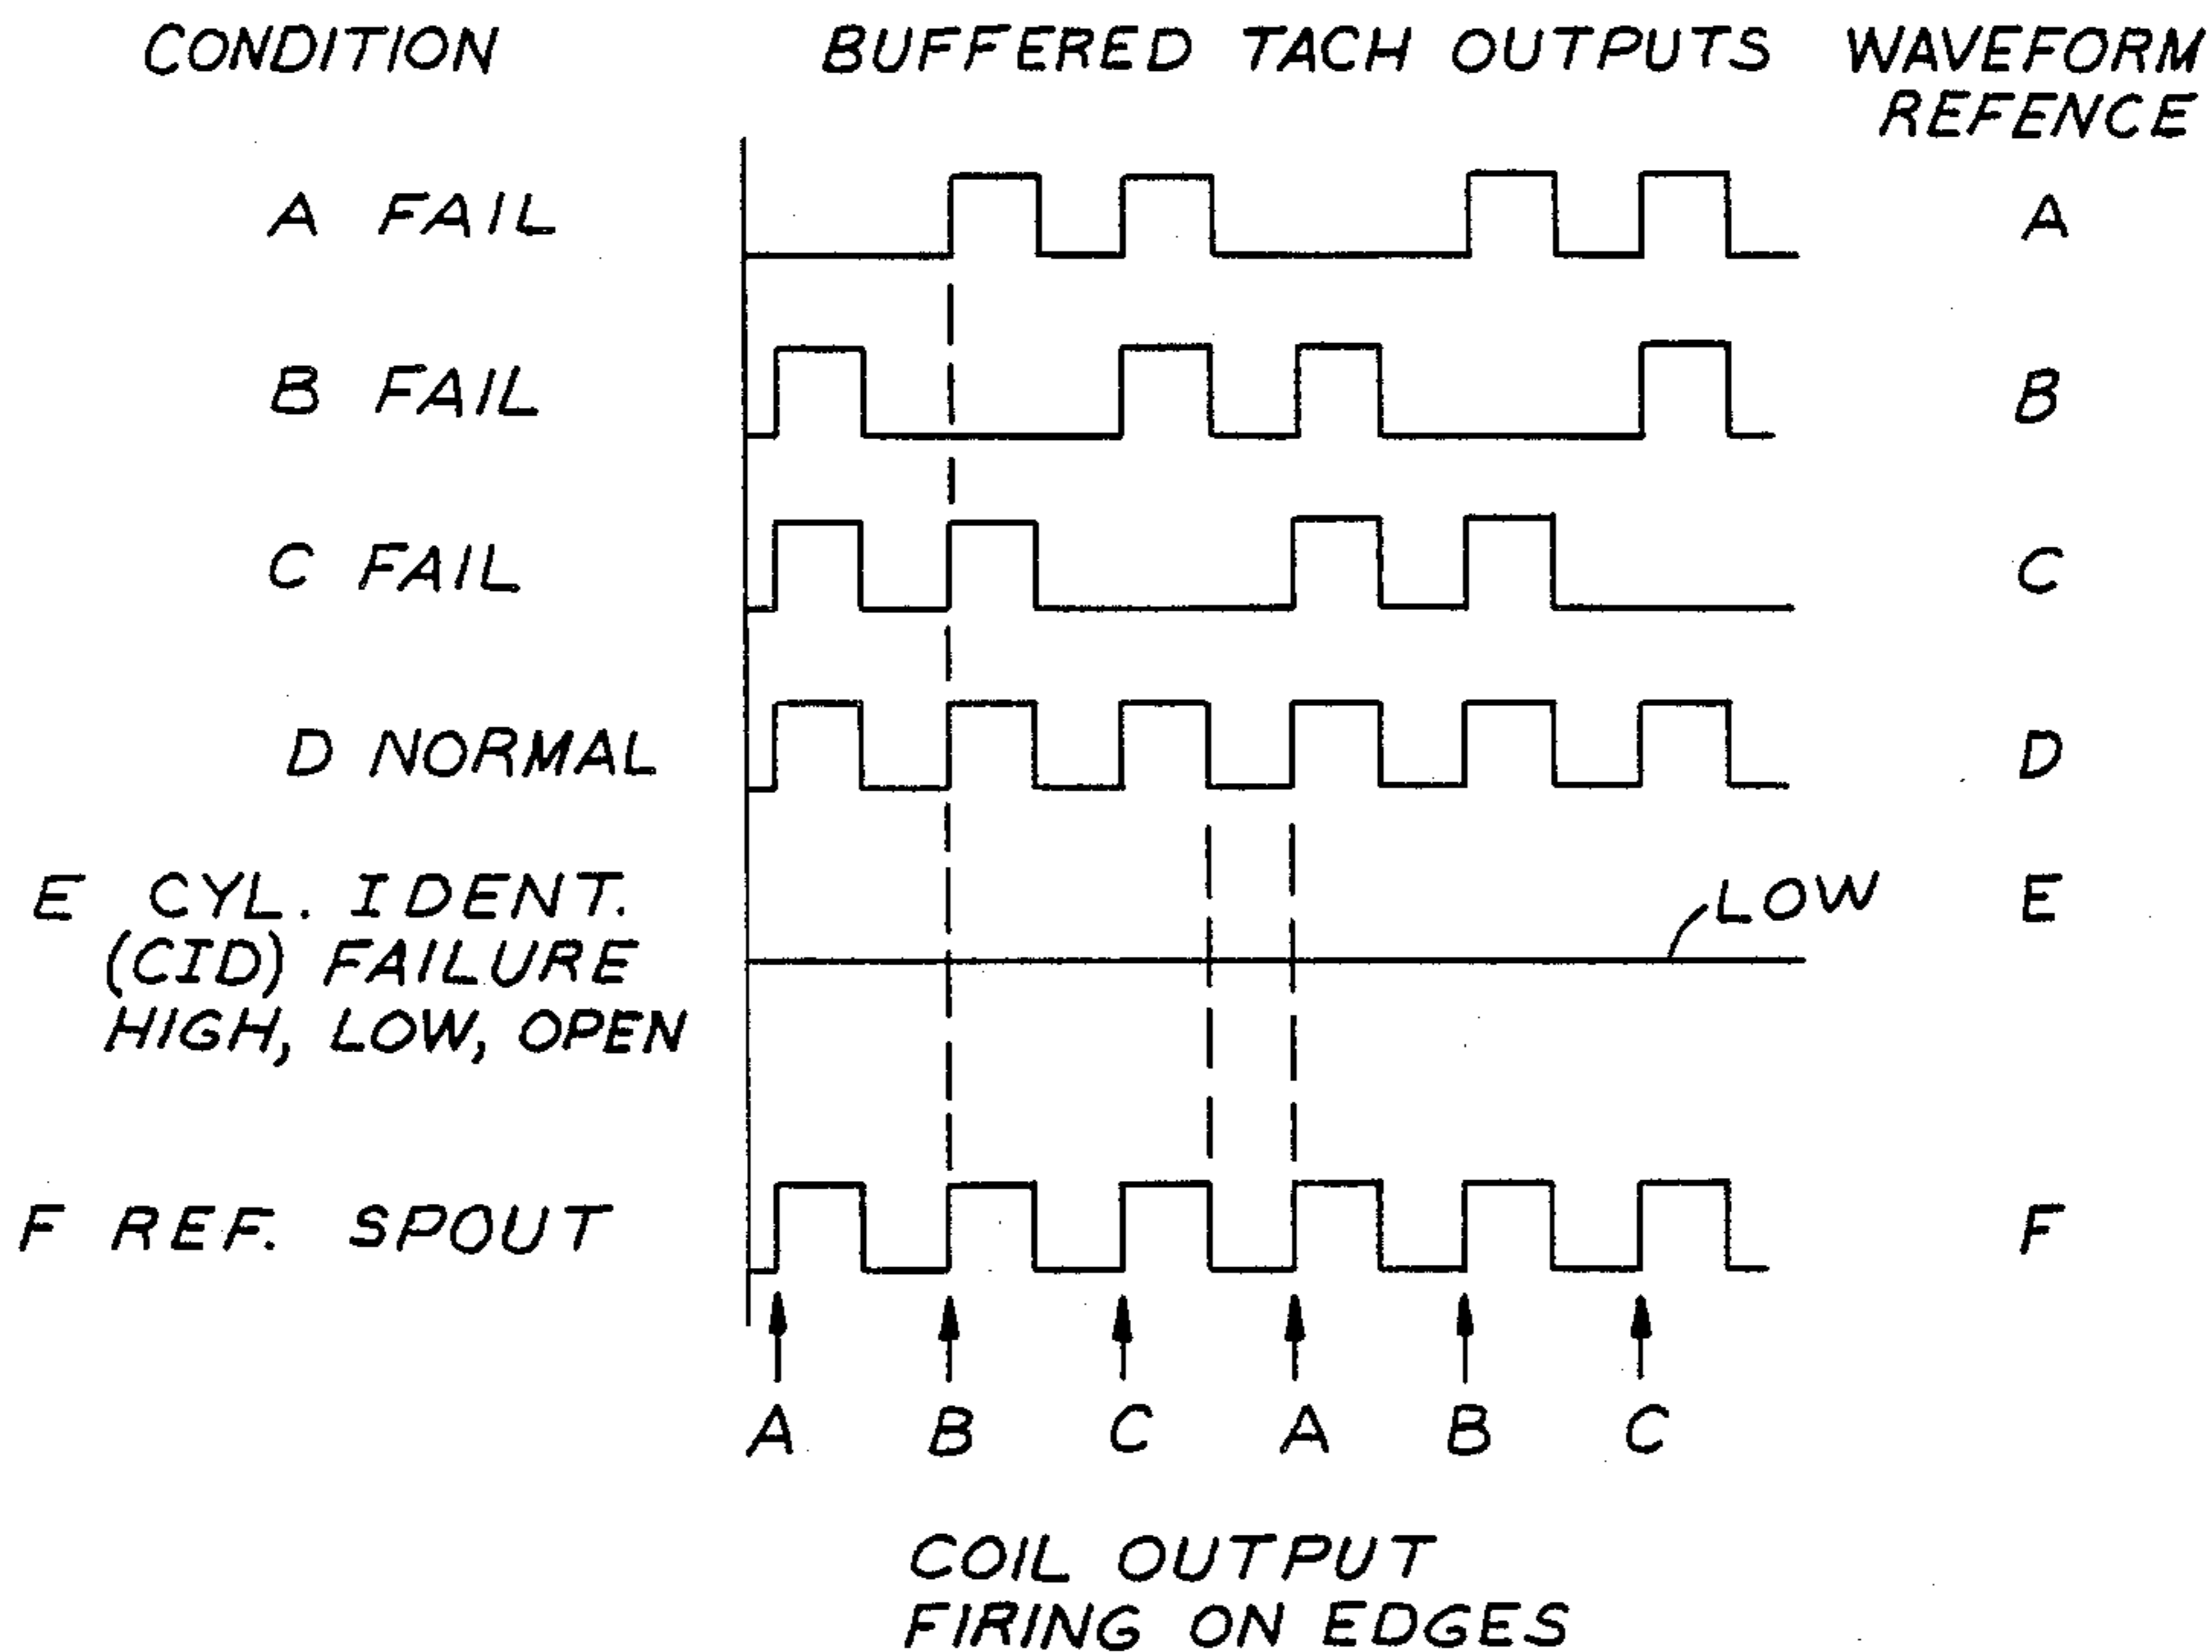 CONDITION BUFFERED TACH OUTPUTS WAVEFORM
REFENCE
A FAIL A
B FAIL B
C FAIL C
D NORMAL D
E CYL. IDENT. LOW E
(CID) FAILURE
HIGH, LOW, OPEN
F REF. SPOUT F
A B C A B C
COIL OUTPUT
FIRING ON EDGES